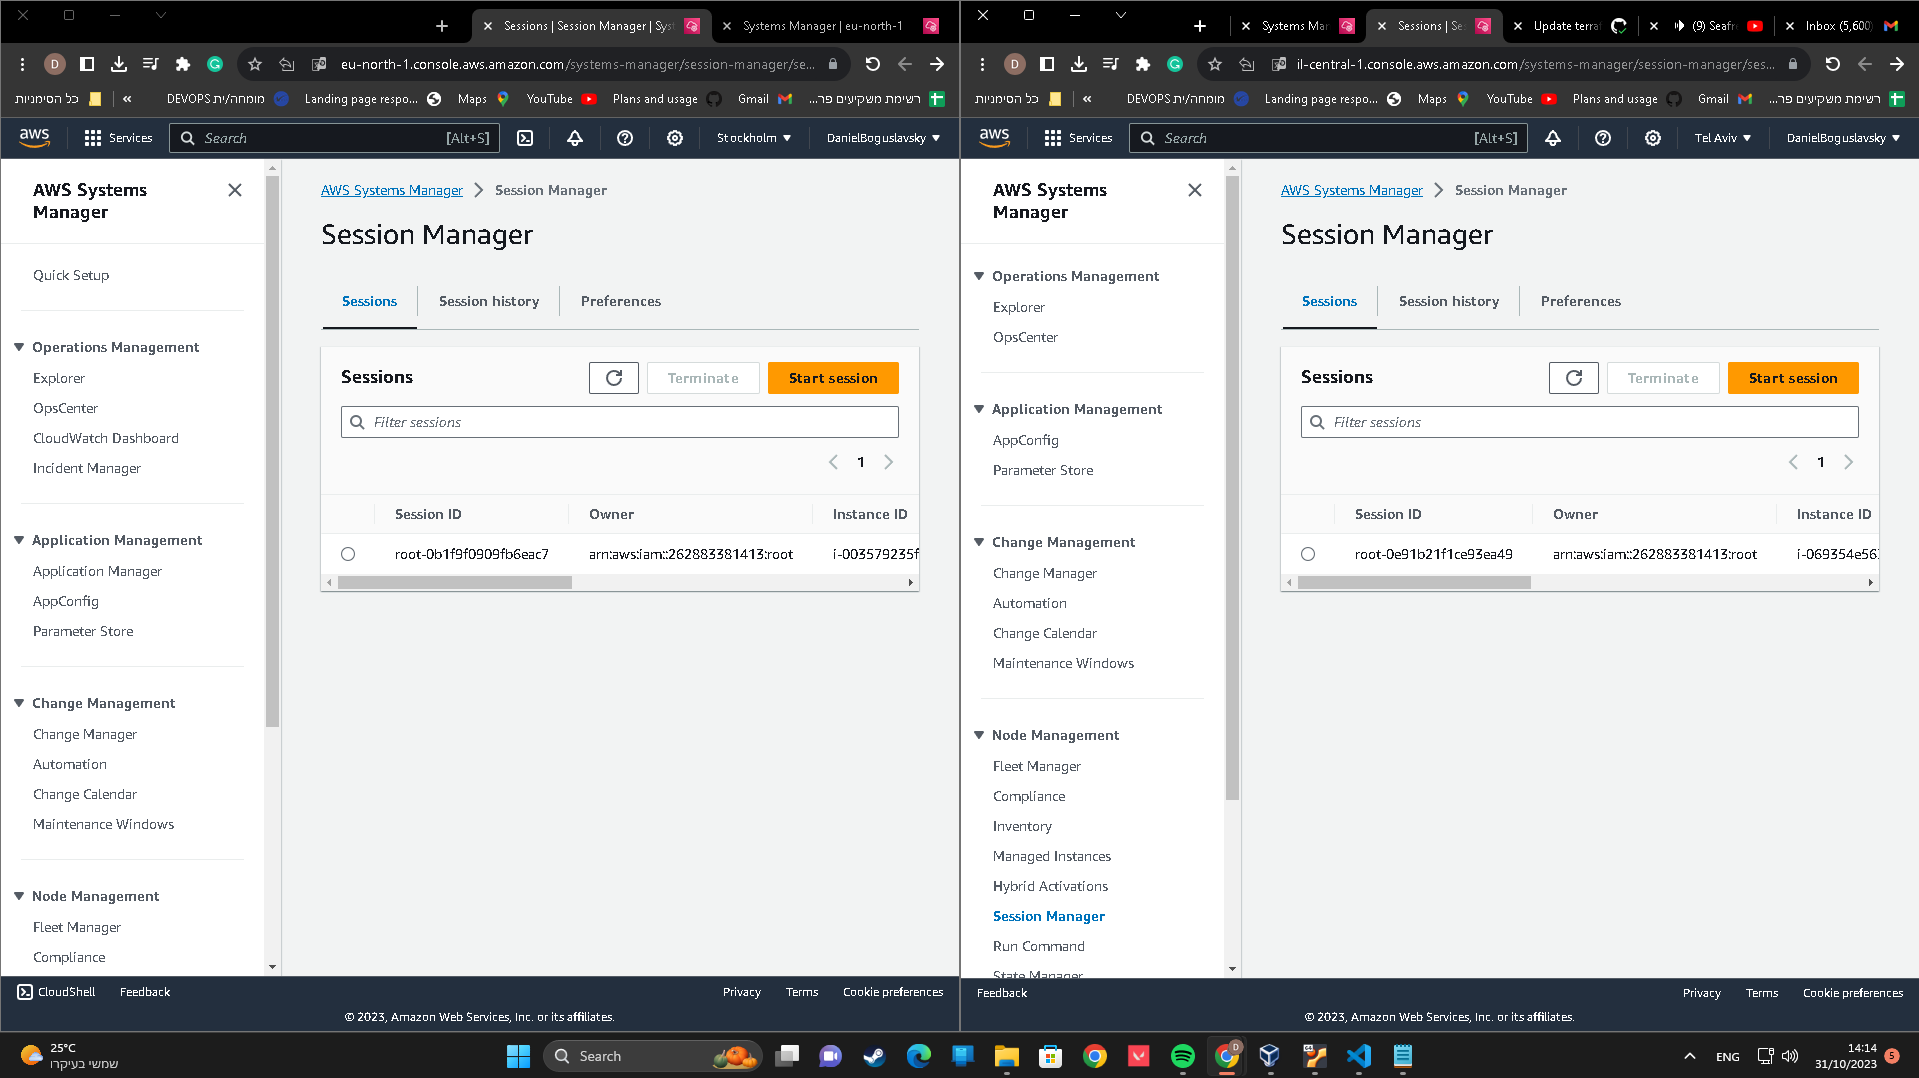 Sessions | Session Manager | Sys
Systems Manager | eu-north-1
eu-north-1.console.aws.amazon.com/systems-manager/session-manager/se...
כל הסימניות
«
DEVOPS מומחה/ית
Landing page respo...
Maps
YouTube
Plans and usage
Gmail
רשימת משקיעים פר...
aws
Services
Search
[Alt+S]
Stockholm
DanielBoguslavsky
AWS Systems
Manager
Quick Setup
Operations Management
Explorer
OpsCenter
CloudWatch Dashboard
Incident Manager
Application Management
Application Manager
AppConfig
Parameter Store
Change Management
Change Manager
Automation
Change Calendar
Maintenance Windows
Node Management
Fleet Manager
Compliance
AWS Systems Manager
Session Manager
Session Manager
Sessions
Session history
Preferences
Sessions
Terminate
Start session
Filter sessions
1
Session ID
Owner
Instance ID
root-0b1f9f0909fb6eac7
arn:aws:iam::262883381413:root
i-003579235f
CloudShell
Feedback
Privacy
Terms
Cookie preferences
© 2023, Amazon Web Services, Inc. or its affiliates.
Systems Ma
Sessions | Se
Update terra
(9) Seafr
Inbox (5,600)
il-central-1.console.aws.amazon.com/systems-manager/session-manager/ses...
כל הסימניות
«
DEVOPS מומחה/ית
Landing page respo...
Maps
YouTube
Plans and usage
Gmail
רשימת משקיעים פר...
aws
Services
Search
[Alt+S]
Tel Aviv
DanielBoguslavsky
AWS Systems
Manager
Operations Management
Explorer
OpsCenter
Application Management
AppConfig
Parameter Store
Change Management
Change Manager
Automation
Change Calendar
Maintenance Windows
Node Management
Fleet Manager
Compliance
Inventory
Managed Instances
Hybrid Activations
Session Manager
Run Command
State Manager
AWS Systems Manager
Session Manager
Session Manager
Sessions
Session history
Preferences
Sessions
Terminate
Start session
Filter sessions
1
Session ID
Owner
Instance ID
root-0e91b21f1ce93ea49
arn:aws:iam::262883381413:root
i-069354e56
Feedback
Privacy
Terms
Cookie preferences
© 2023, Amazon Web Services, Inc. or its affiliates.
25°C
שמשי בעיקרו
Search
ENG
14:14
31/10/2023
5